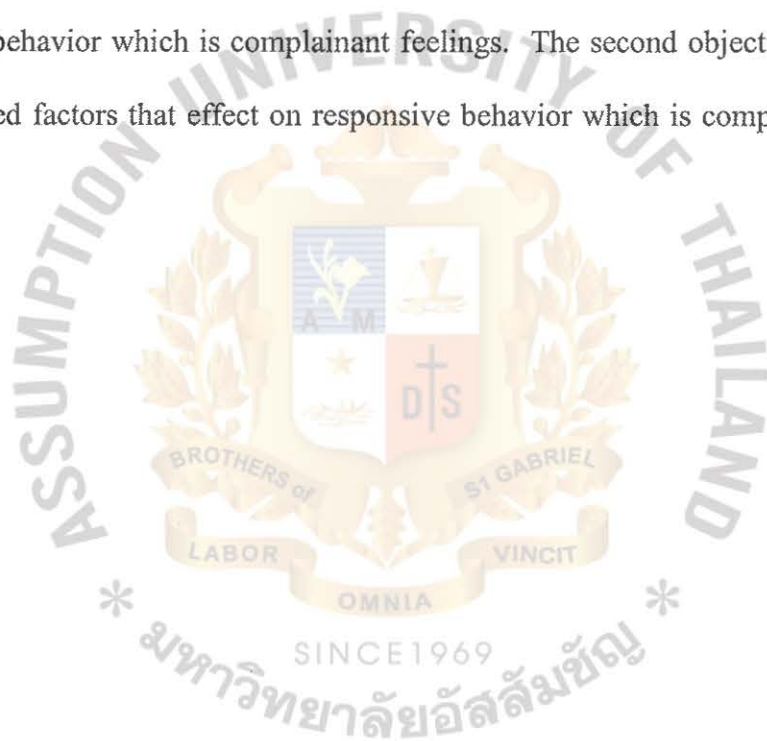 behavior which is complainant feelings. The second object
ed factors that effect on responsive behavior which is comp
ASSUMPTION UNIVERSITY OF THAILAND
A M
D S
BROTHERS of
S1 GABRIEL
LABOR
VINCIT
OMNIA
SINCE1969
* มหาวิทยาลัยอัสสัมชัญ *